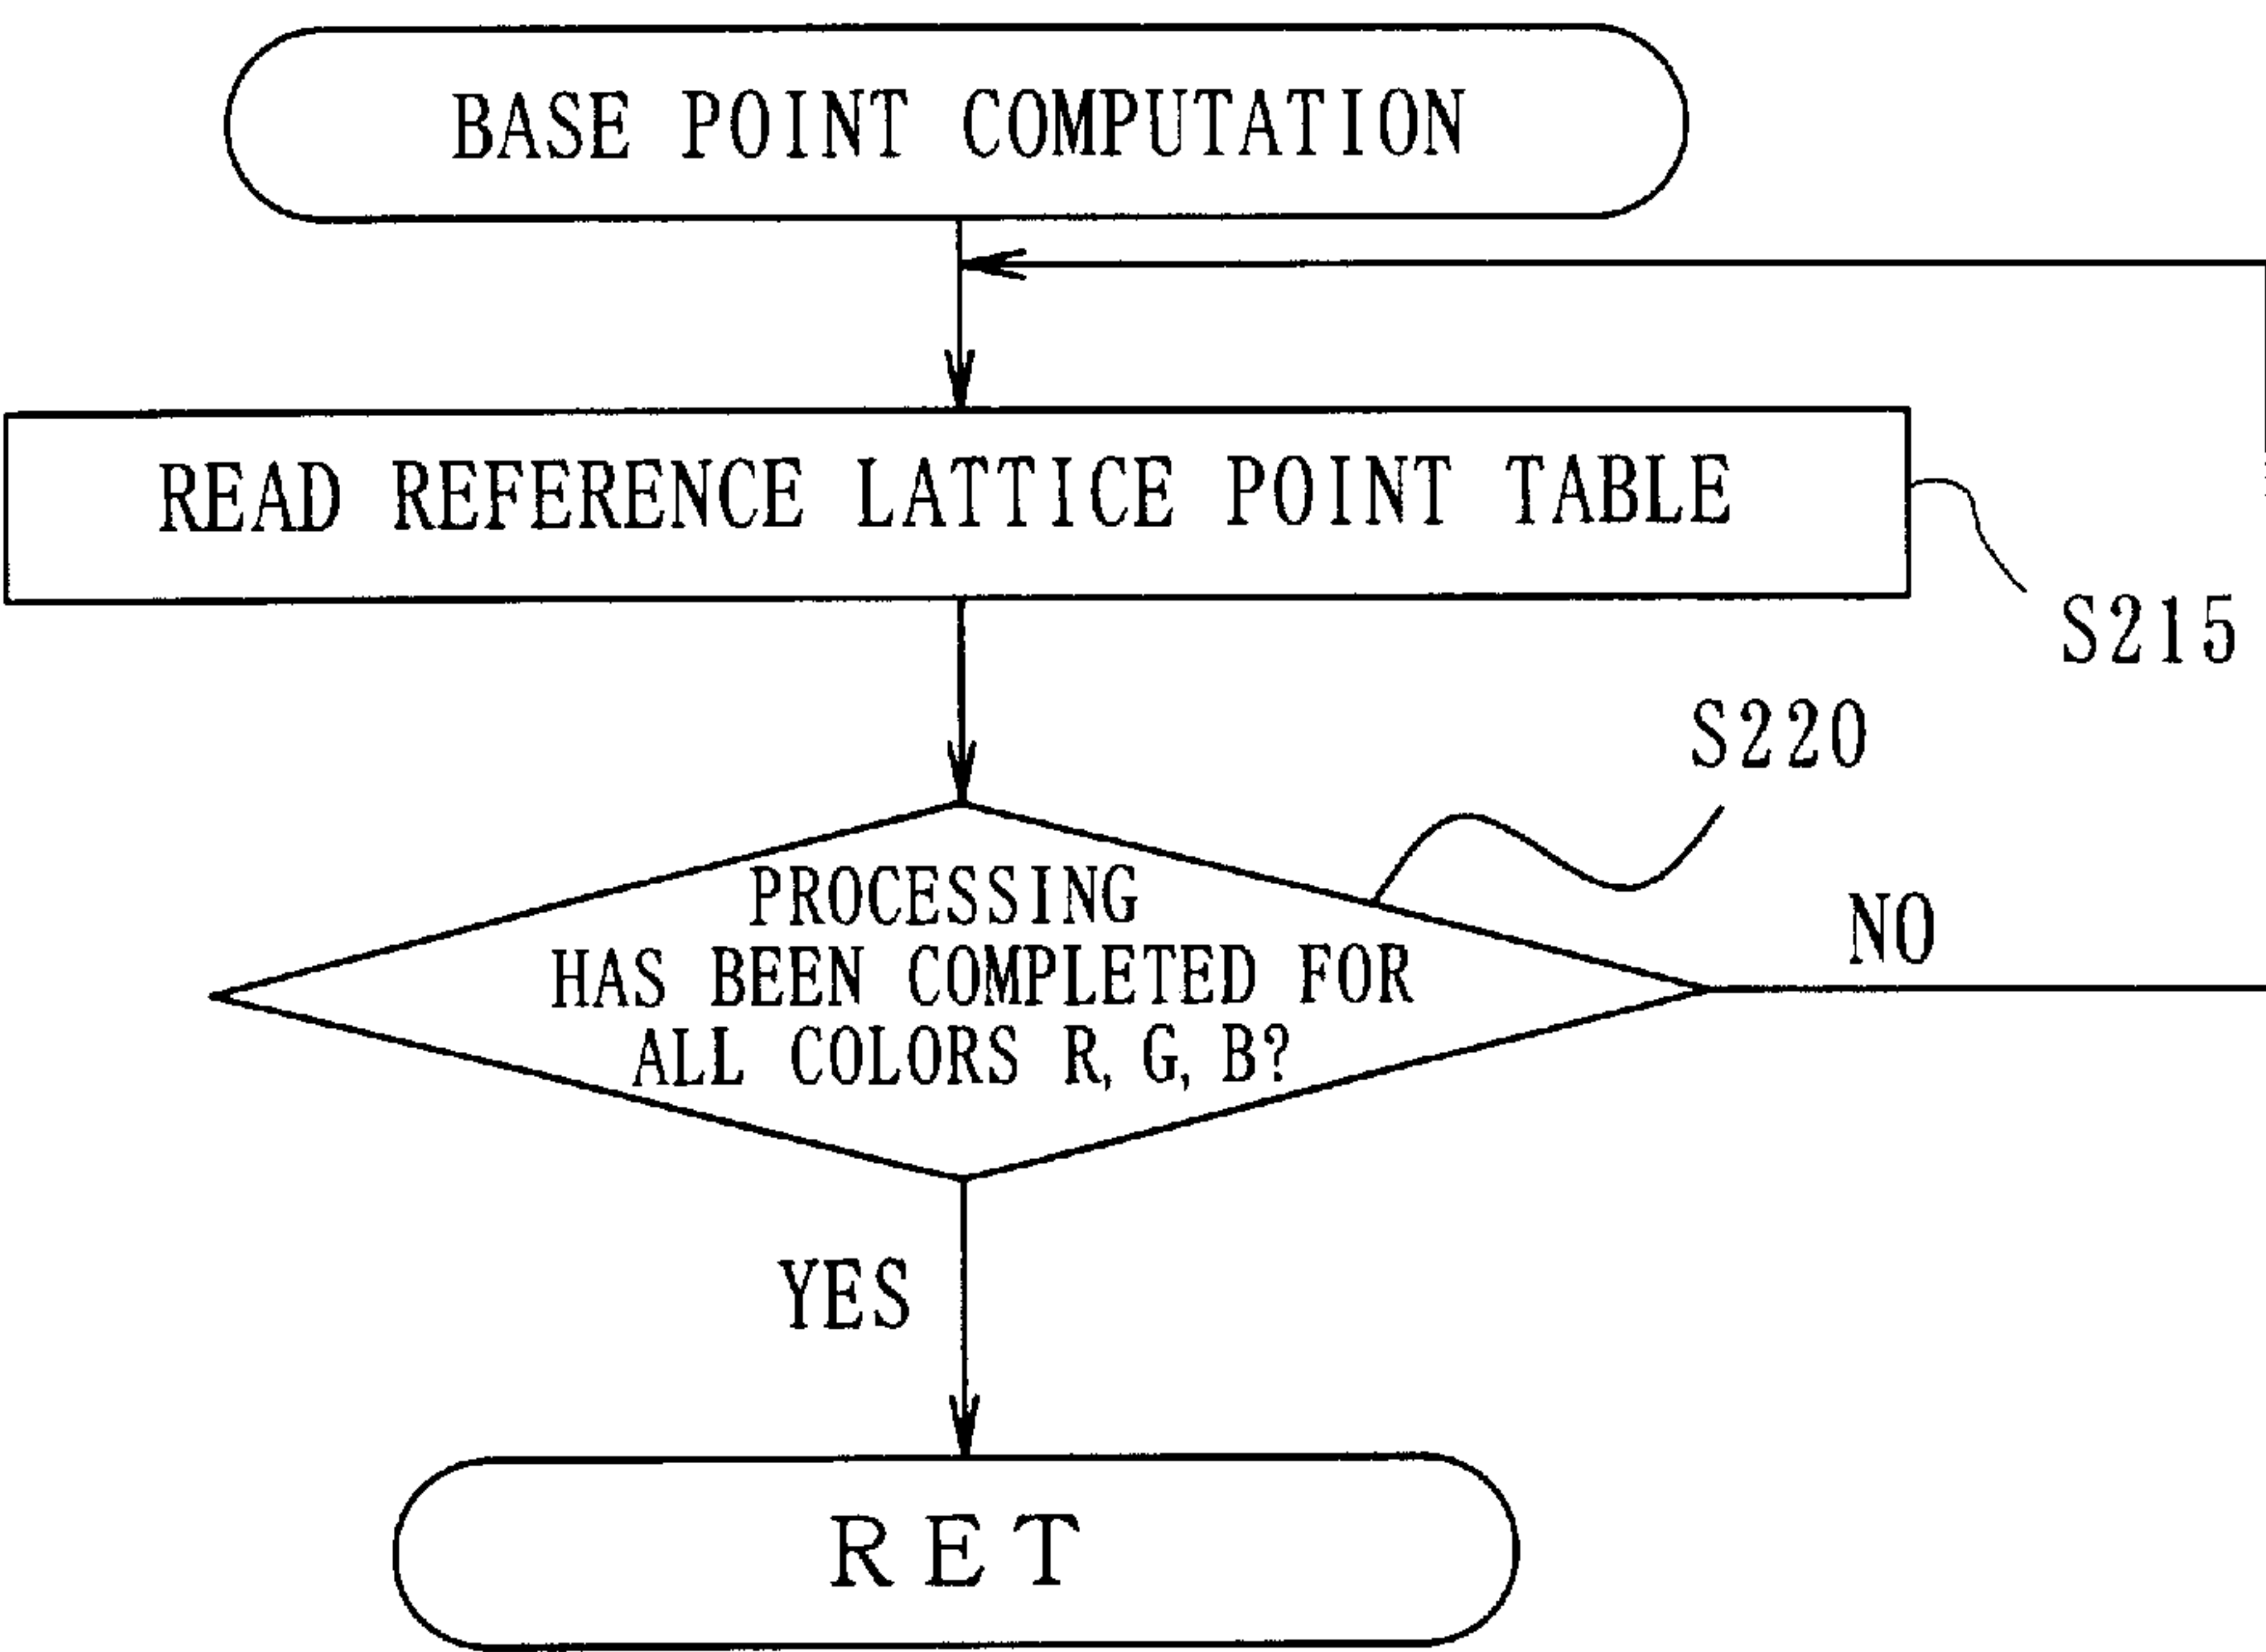 BASE POINT COMPUTATION
READ REFERENCE LATTICE POINT TABLE
S215
S220
PROCESSING
HAS BEEN COMPLETED FOR
ALL COLORS R, G, B?
NO
YES
RET